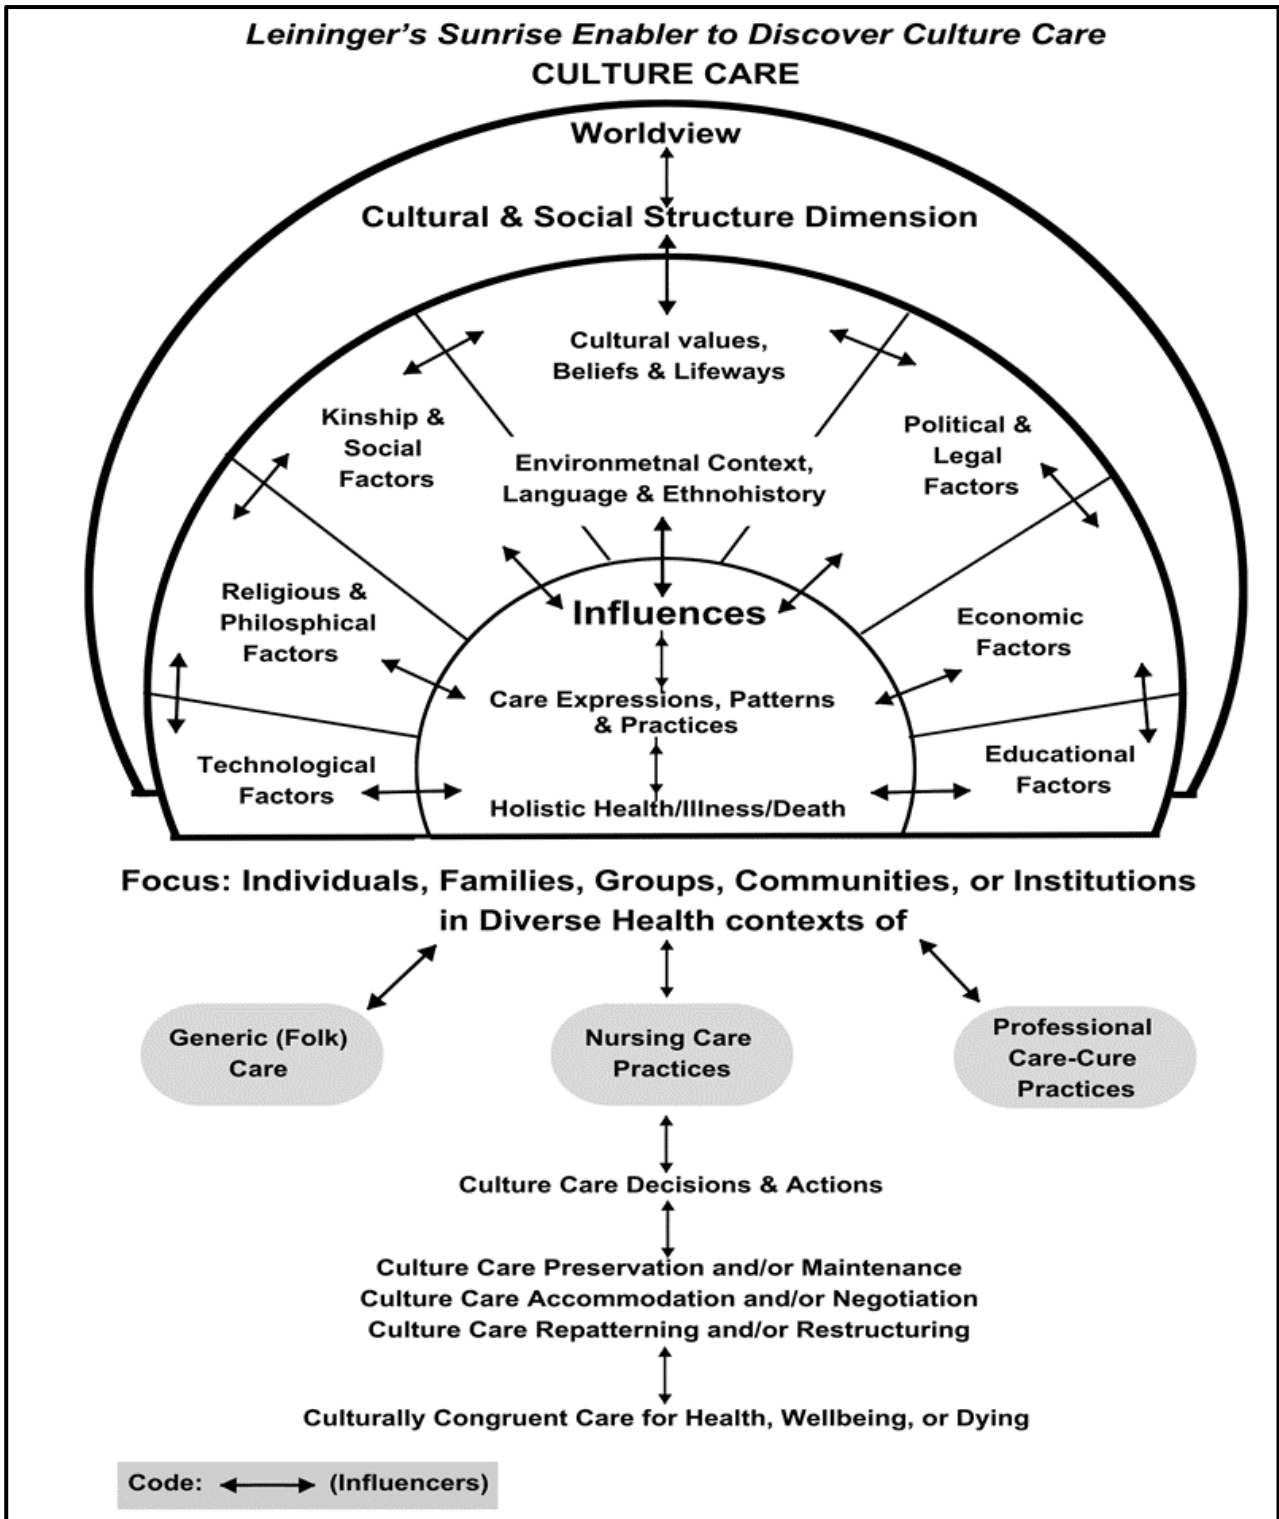 Leininger’s Sunrise Enabler to Discover Culture Care
CULTURE CARE
Worldview
Cultural & Social Structure Dimension
Cultural values,
Beliefs & Lifeways
Kinship &
Social
Factors
Political &
Legal
Factors
Environmetnal Context,
Language & Ethnohistory
Religious &
Philosphical
Factors
Influences
Economic
Factors
Care Expressions, Patterns
& Practices
Technological
Factors
Educational
Factors
Holistic Health/Illness/Death
Focus: Individuals, Families, Groups, Communities, or Institutions
in Diverse Health contexts of
Generic (Folk)
Care
Nursing Care
Practices
Professional
Care-Cure
Practices
Culture Care Decisions & Actions
Culture Care Preservation and/or Maintenance
Culture Care Accommodation and/or Negotiation
Culture Care Repatterning and/or Restructuring
Culturally Congruent Care for Health, Wellbeing, or Dying
Code: (Influencers)